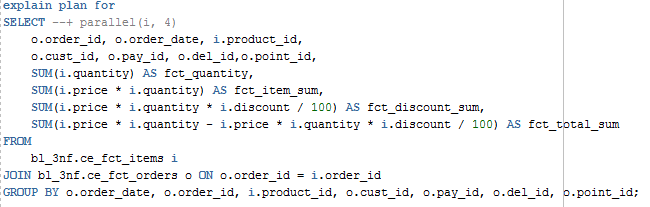 explain plan for
SELECT --+ parallel(i, 4)
    o.order_id, o.order_date, i.product_id,
    o.cust_id, o.pay_id, o.del_id,o.point_id,
    SUM(i.quantity) AS fct_quantity,
    SUM(i.price * i.quantity) AS fct_item_sum,
    SUM(i.price * i.quantity * i.discount / 100) AS fct_discount_sum,
    SUM(i.price * i.quantity - i.price * i.quantity * i.discount / 100) AS fct_total_sum
FROM
    bl_3nf.ce_fct_items i
JOIN bl_3nf.ce_fct_orders o ON o.order_id = i.order_id
GROUP BY o.order_date, o.order_id, i.product_id, o.cust_id, o.pay_id, o.del_id, o.point_id;